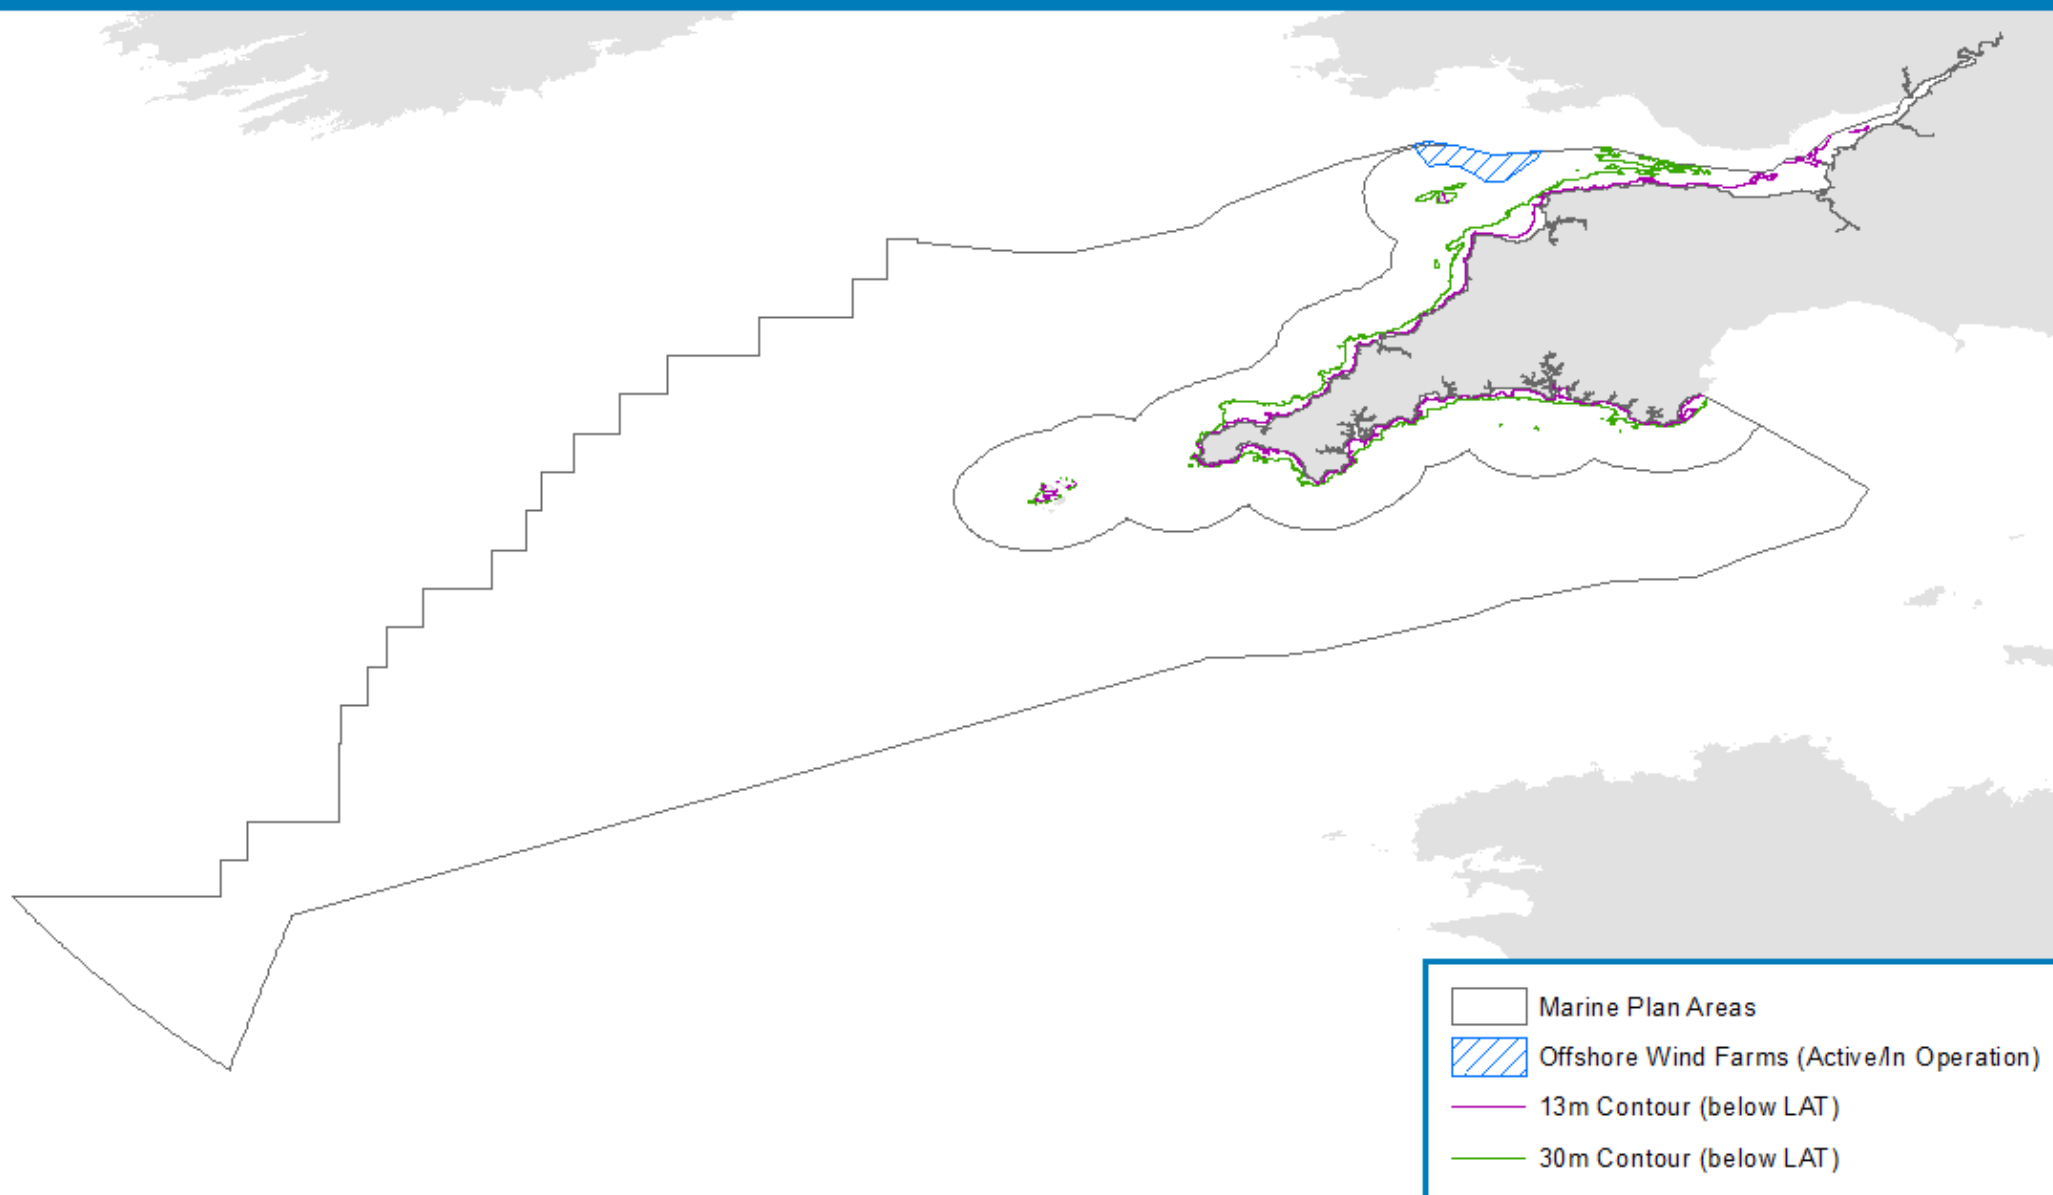 Marine Plan Areas
Offshore Wind Farms (Active/In Operation)
13m Contour (below LAT)
30m Contour (below LAT)